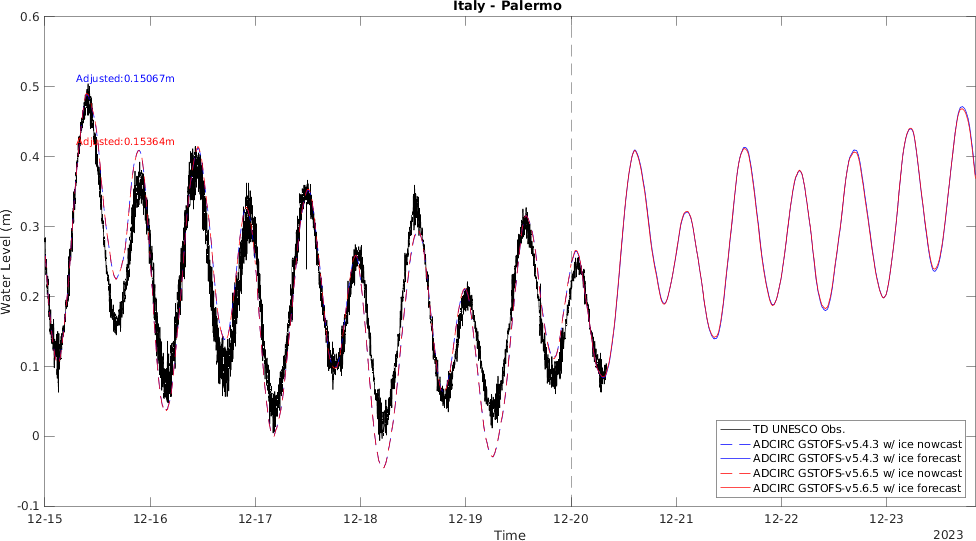 Italy - Palermo
0.6
0.5
0.4
0.3
0.2
0.1
0
-0.1
Water Level (m)
Adjusted:0.15067m
Adjusted:0.15364m
TD UNESCO Obs.
ADCIRC GSTOFS-v5.4.3 w/ ice nowcast
ADCIRC GSTOFS-v5.4.3 w/ ice forecast
ADCIRC GSTOFS-v5.6.5 w/ ice nowcast
ADCIRC GSTOFS-v5.6.5 w/ ice forecast
12-15 12-16 12-17 12-18 12-19 12-20 12-21 12-22 12-23
Time
2023